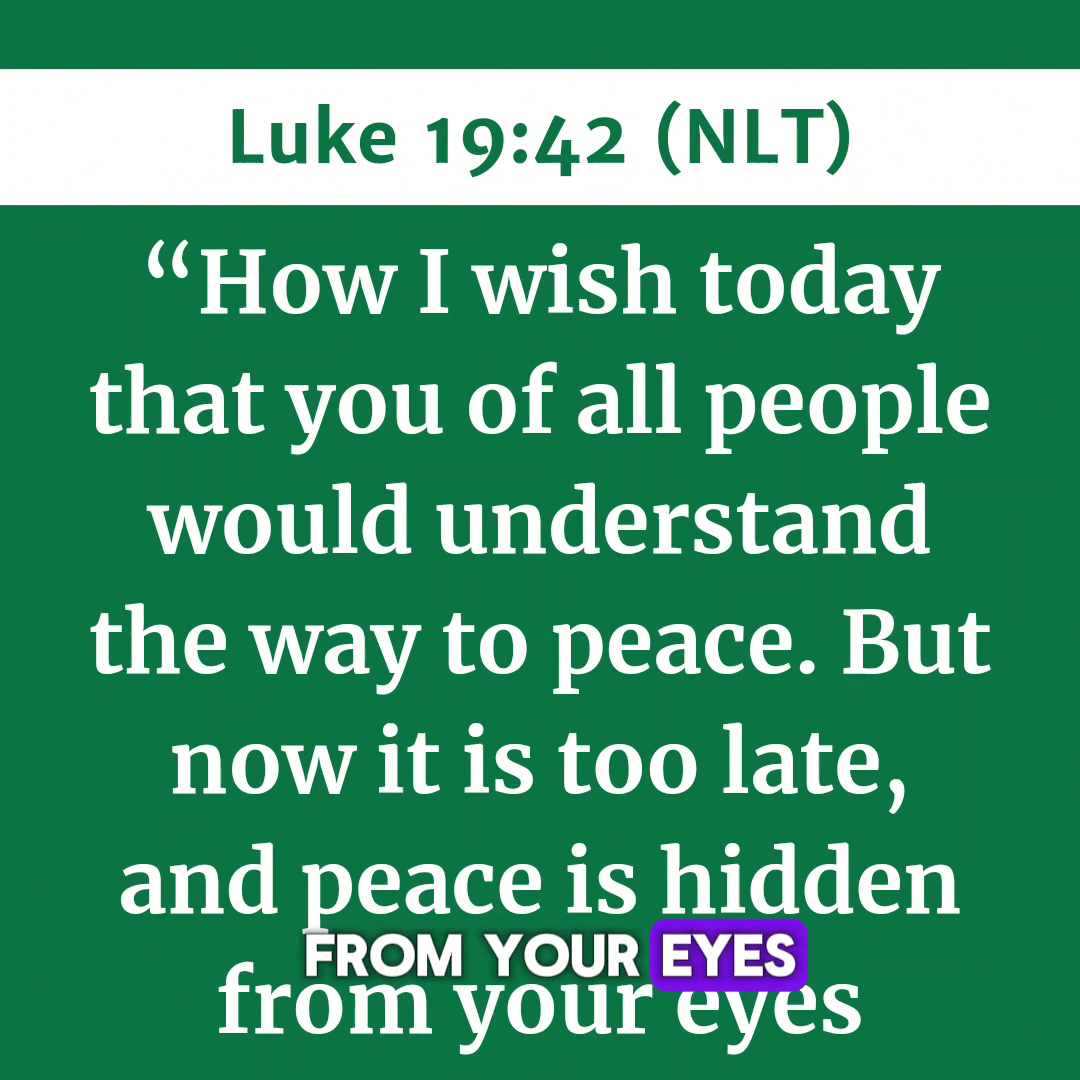 Luke 19:42 (NLT)
“How I wish today
that you of all people
would understand
the way to peace. But
now it is too late,
and peace is hidden
FROM YOUR EYES
from your eyes